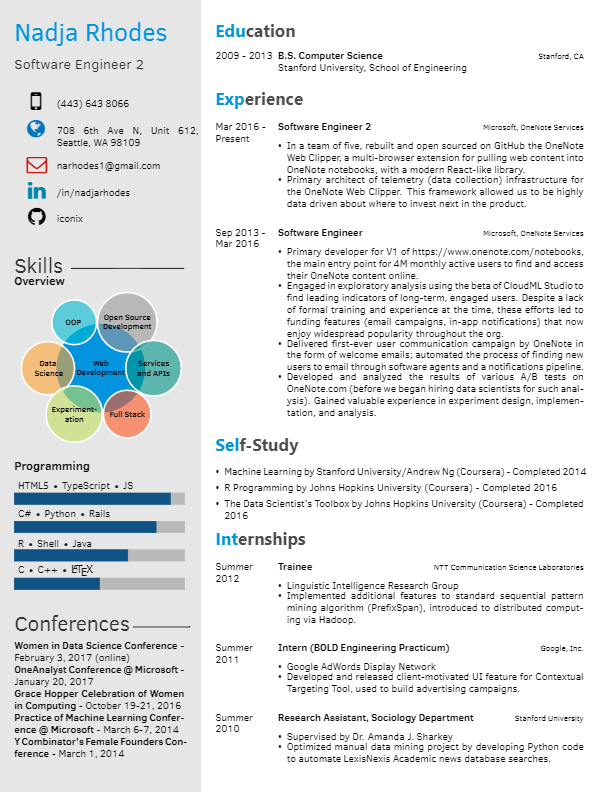 Nadja Rhodes
Software Engineer 2
(443) 643 8066
708 6th Ave N, Unit 612,
Seattle, WA 98109
narhodes1@gmail.com
/in/nadjarhodes
iconix
Skills
Overview
OOP
Open Source
Development
Data
Science
Web
Development
Services
and APIs
Experiment-
ation
Full Stack
Programming
HTML5 • TypeScript • JS
C# • Python • Rails
R • Shell • Java
C • C++ • LATEX
Conferences
Women in Data Science Conference -
February 3, 2017 (online)
OneAnalyst Conference @ Microsoft -
January 20, 2017
Grace Hopper Celebration of Women
in Computing - October 19-21, 2016
Practice of Machine Learning Confer-
ence @ Microsoft - March 6-7, 2014
Y Combinator's Female Founders Con-
ference - March 1, 2014
Education
2009 - 2013 B.S. Computer Science Stanford, CA
Stanford University, School of Engineering
Experience
Mar 2016 - Software Engineer 2 Microsoft, OneNote Services
Present
• In a team of five, rebuilt and open sourced on GitHub the OneNote
Web Clipper, a multi-browser extension for pulling web content into
OneNote notebooks, with a modern React-like library.
• Primary architect of telemetry (data collection) infrastructure for
the OneNote Web Clipper. This framework allowed us to be highly
data driven about where to invest next in the product.
Sep 2013 - Software Engineer Microsoft, OneNote Services
Mar 2016
• Primary developer for V1 of https://www.onenote.com/notebooks,
the main entry point for 4M monthly active users to find and access
their OneNote content online.
• Engaged in exploratory analysis using the beta of CloudML Studio to
find leading indicators of long-term, engaged users. Despite a lack
of formal training and experience at the time, these efforts led to
funding features (email campaigns, in-app notifications) that now
enjoy widespread popularity throughout the org.
• Delivered first-ever user communication campaign by OneNote in
the form of welcome emails; automated the process of finding new
users to email through software agents and a notifications pipeline.
• Developed and analyzed the results of various A/B tests on
OneNote.com (before we began hiring data scientists for such anal-
ysis). Gained valuable experience in experiment design, implemen-
tation, and analysis.
Self-Study
• Machine Learning by Stanford University/Andrew Ng (Coursera) - Completed 2014
• R Programming by Johns Hopkins University (Coursera) - Completed 2016
• The Data Scientist's Toolbox by Johns Hopkins University (Coursera) - Completed
2016
Internships
Summer Trainee NTT Communication Science Laboratories
2012
• Linguistic Intelligence Research Group
• Implemented additional features to standard sequential pattern
mining algorithm (PrefixSpan), introduced to distributed comput-
ing via Hadoop.
Summer Intern (BOLD Engineering Practicum) Google, Inc.
2011
• Google AdWords Display Network
• Developed and released client-motivated UI feature for Contextual
Targeting Tool, used to build advertising campaigns.
Summer Research Assistant, Sociology Department Stanford University
2010
• Supervised by Dr. Amanda J. Sharkey
• Optimized manual data mining project by developing Python code
to automate LexisNexis Academic news database searches.